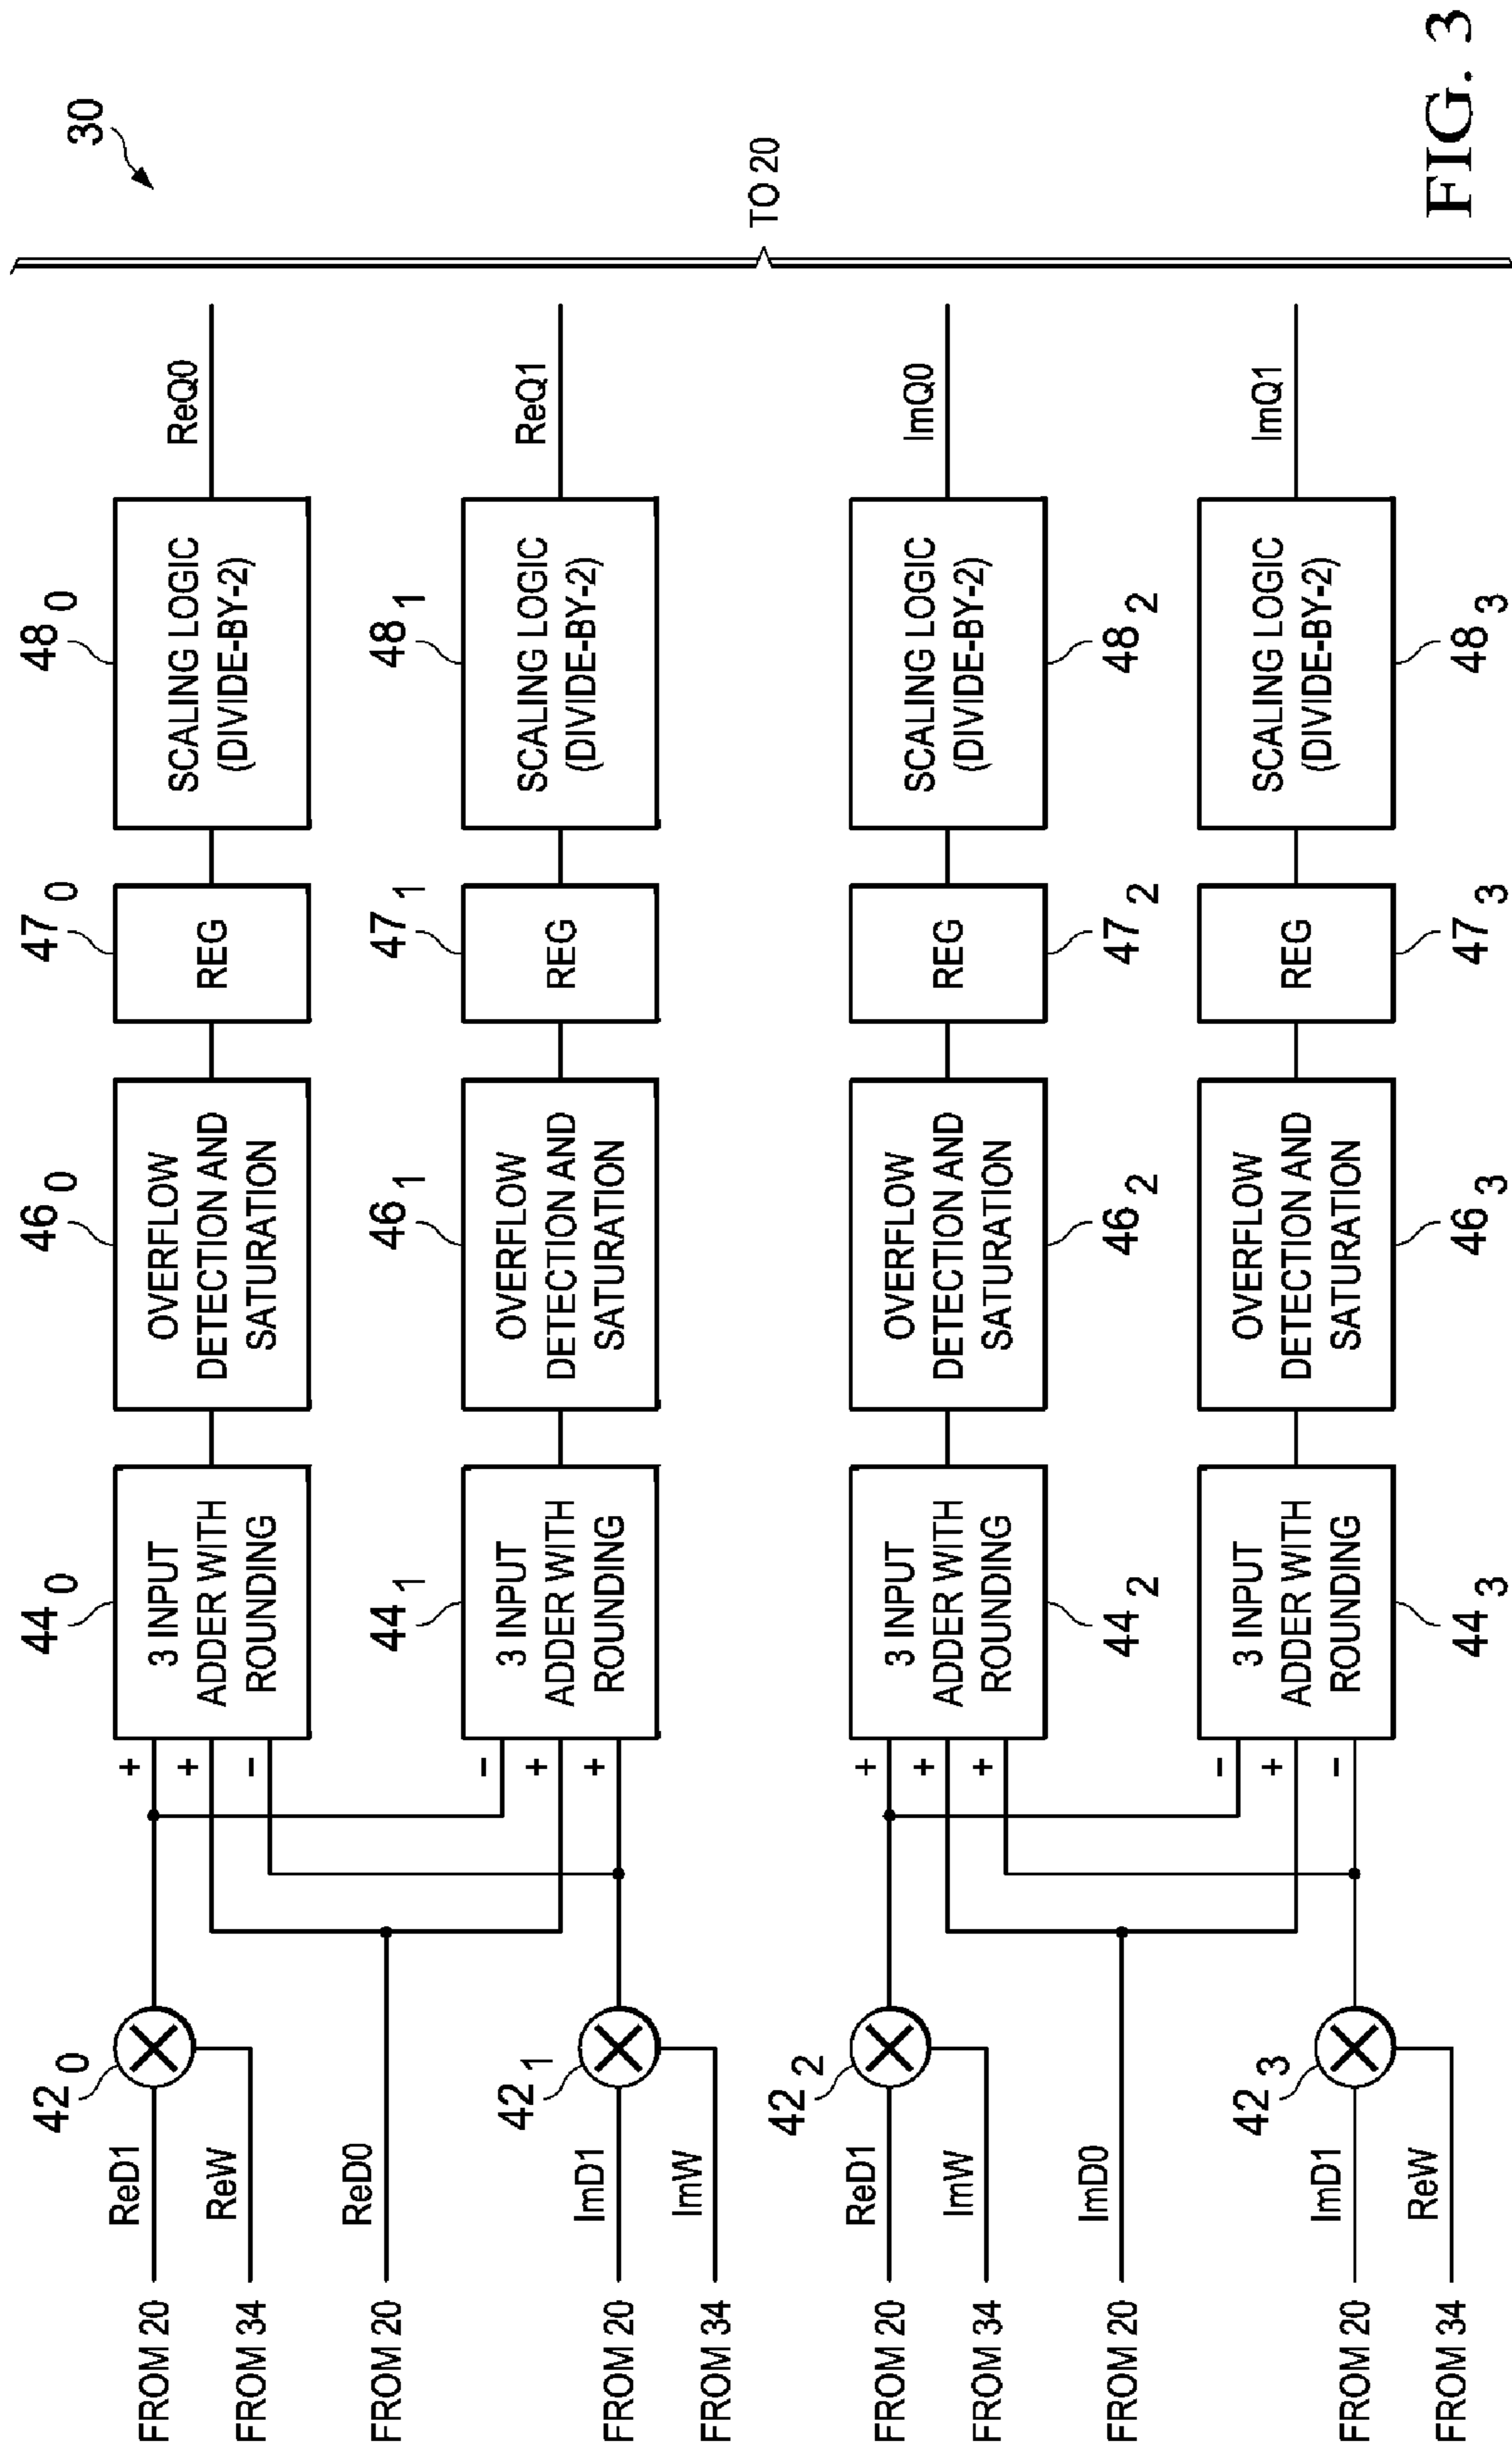 30
48 0
47 0
46 0
44 0
42 0
FROM 20
ReD1
+
3 INPUT
ADDER WITH
ROUNDING
OVERFLOW
DETECTION AND
SATURATION
REG
SCALING LOGIC
(DIVIDE-BY-2)
ReQ0
FROM 34
ReW
+
−
FROM 20
ReD0
44 1
46 1
47 1
48 1
−
+
+
3 INPUT
ADDER WITH
ROUNDING
OVERFLOW
DETECTION AND
SATURATION
REG
SCALING LOGIC
(DIVIDE-BY-2)
ReQ1
42 1
FROM 20
ImD1
FROM 34
ImW
TO 20
42 2
FROM 20
ReD1
+
+
+
3 INPUT
ADDER WITH
ROUNDING
OVERFLOW
DETECTION AND
SATURATION
REG
SCALING LOGIC
(DIVIDE-BY-2)
ImQ0
FROM 34
ImW
44 2
46 2
47 2
48 2
FROM 20
ImD0
−
+
−
3 INPUT
ADDER WITH
ROUNDING
OVERFLOW
DETECTION AND
SATURATION
REG
SCALING LOGIC
(DIVIDE-BY-2)
ImQ1
42 3
FROM 20
ImD1
FROM 34
ReW
44 3
46 3
47 3
48 3
FIG. 3